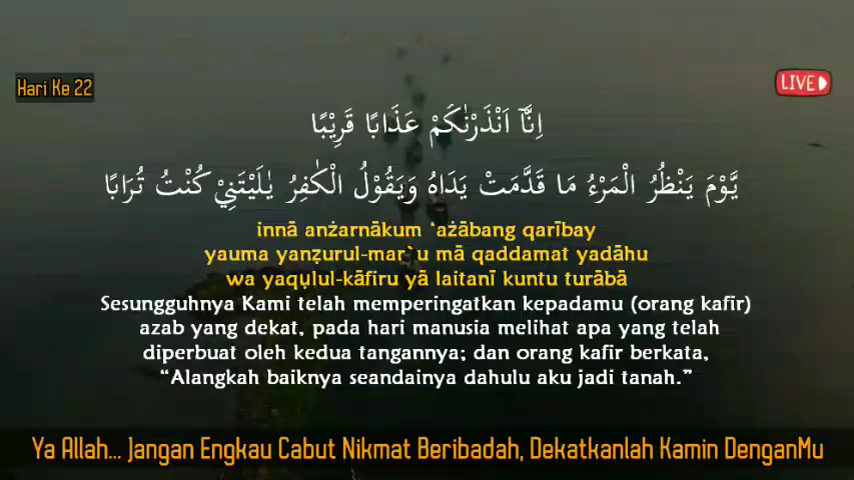 Hari Ke 22
LIVE
اِنَّآ اَنْذَرْنٰكُمْ عَذَابًا قَرِيْبًا
يَّوْمَ يَنْظُرُ الْمَرْءُ مَا قَدَّمَتْ يَدَاهُ وَيَقُوْلُ الْكٰفِرُ يٰلَيْتَنِيْ كُنْتُ تُرَابًا
innā anżarnākum ‘ażābang qarībay
yauma yanẓurul-mar`u mā qaddamat yadāhu
wa yaqụlul-kāfiru yā laitanī kuntu turābā
Sesungguhnya Kami telah memperingatkan kepadamu (orang kafir)
azab yang dekat, pada hari manusia melihat apa yang telah
diperbuat oleh kedua tangannya; dan orang kafir berkata,
“Alangkah baiknya seandainya dahulu aku jadi tanah.”
Ya Allah... Jangan Engkau Cabut Nikmat Beribadah, Dekatkanlah Kamin DenganMu